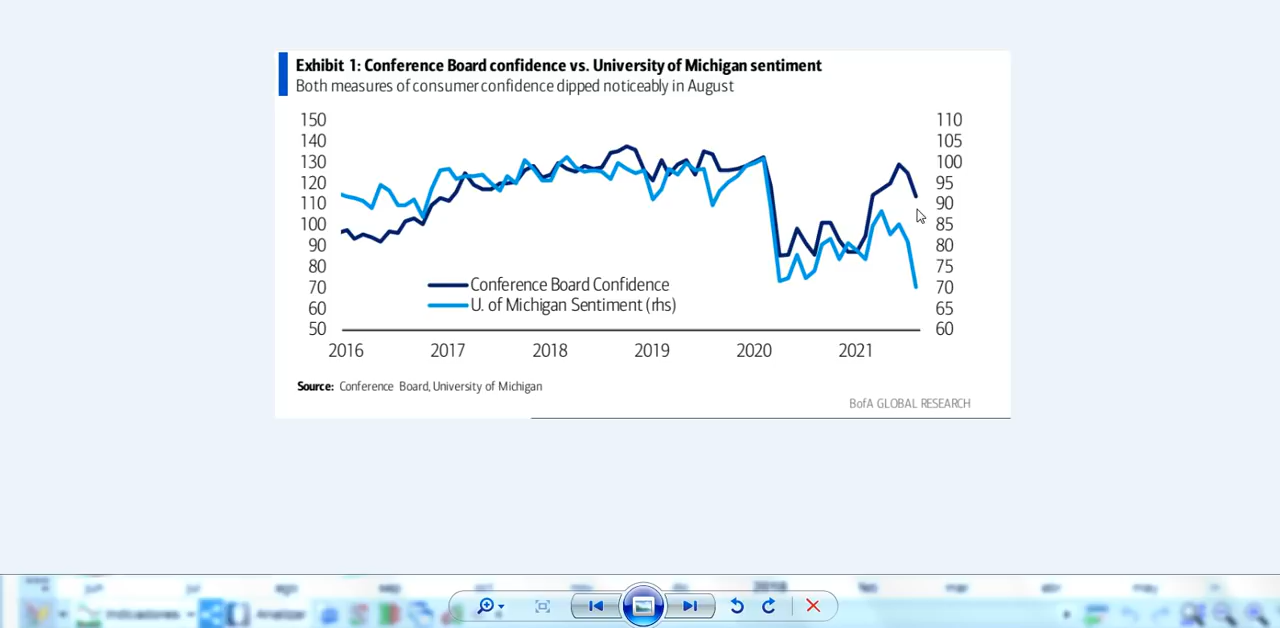 Exhibit 1: Conference Board confidence vs. University of Michigan sentiment
Both measures of consumer confidence dipped noticeably in August
150 110
140 105
130 100
120 95
110 90
100 85
90 80
80 75
70 70
60 65
50 60
Conference Board Confidence
U. of Michigan Sentiment (rhs)
2016 2017 2018 2019 2020 2021
Source: Conference Board, University of Michigan
BofA GLOBAL RESEARCH